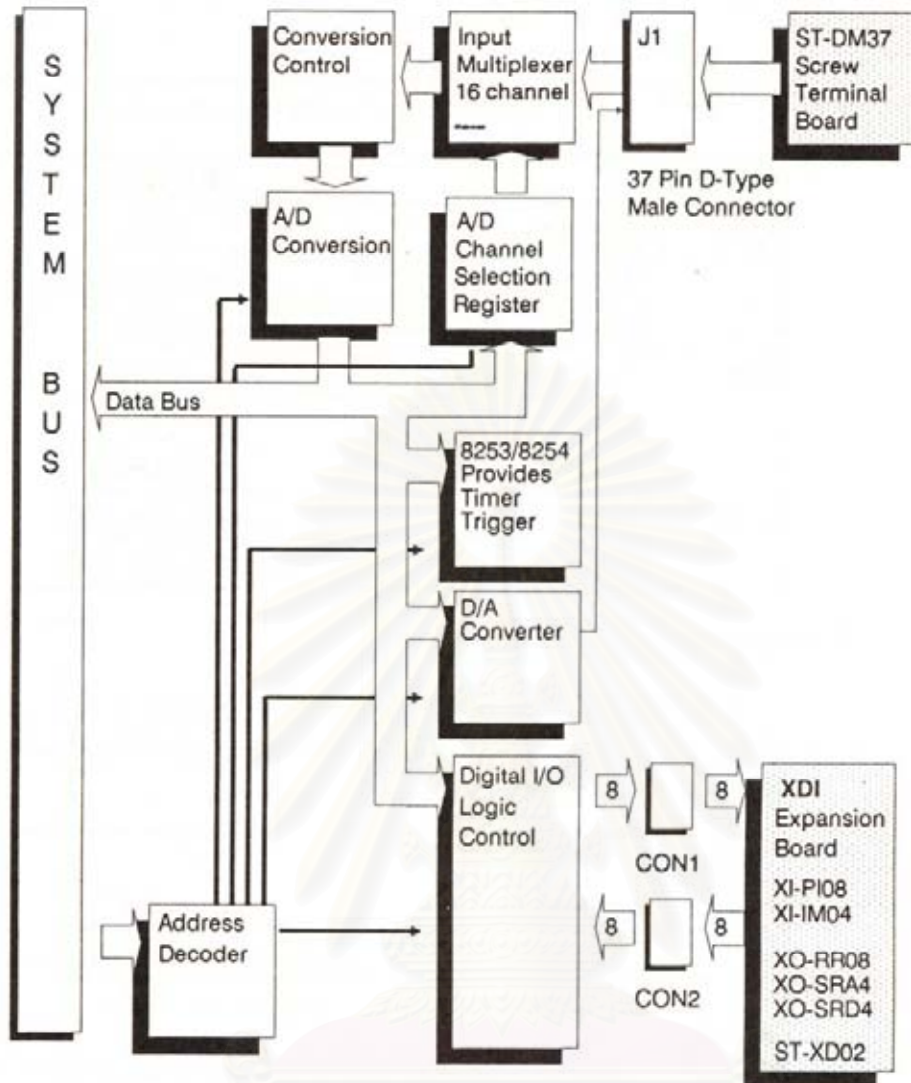 SYSTEM BUS
Conversion
Control
Input
Multiplexer
16 channel
J1
ST-DM37
Screw
Terminal
Board
37 Pin D-Type
Male Connector
A/D
Conversion
A/D
Channel
Selection
Register
Data Bus
8253/8254
Provides
Timer
Trigger
D/A
Converter
Digital I/O
Logic
Control
8
8
CON1
8
8
CON2
XDI
Expansion
Board
XI-PI08
XI-IM04
XO-RR08
XO-SRA4
XO-SRD4
ST-XD02
Address
Decoder